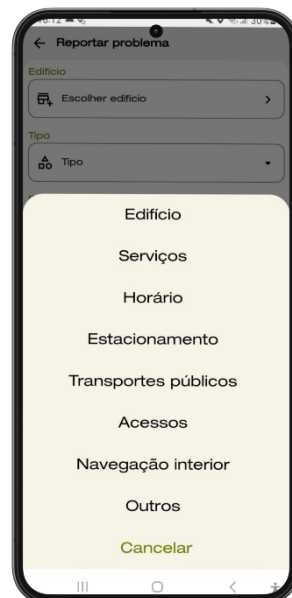 Reportar problema
Edifício
Escolher edifício
Tipo
Tipo
Edifício
Serviços
Horário
Estacionamento
Transportes públicos
Acessos
Navegação interior
Outros
Cancelar